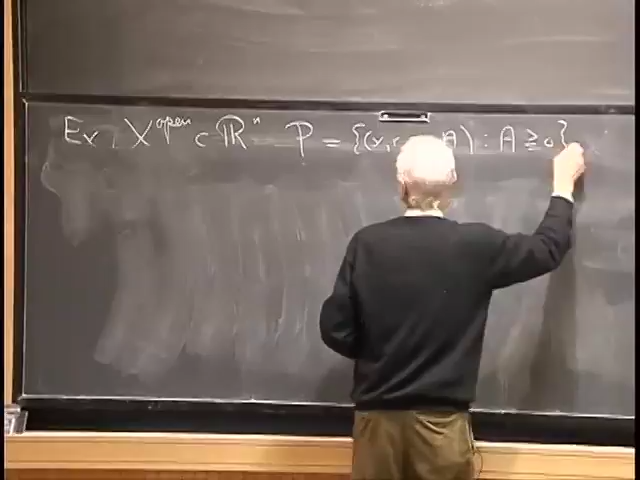 Ex. X^open ⊂ ℝ^n P = {(x,r A) : A ≥ 0}